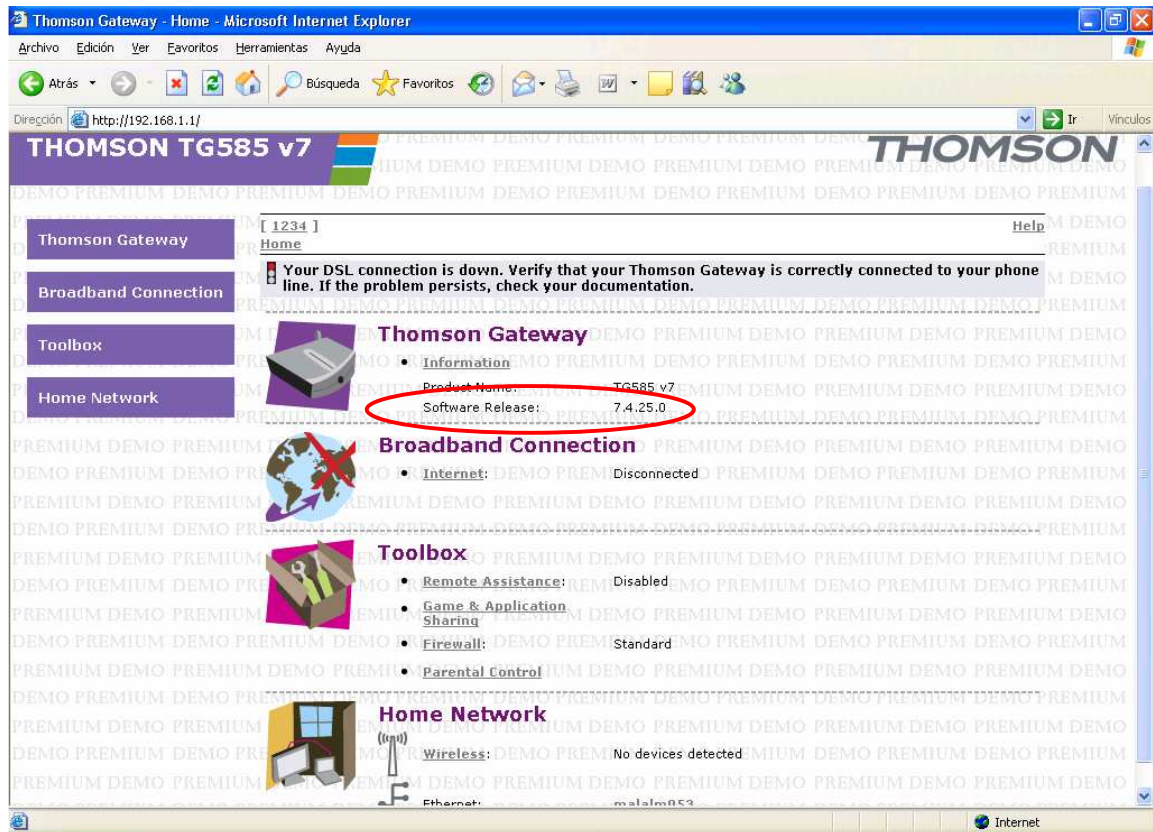 Thomson Gateway - Home - Microsoft Internet Explorer
Archivo Edición Ver Favoritos Herramientas Ayuda
Atrás Búsqueda Favoritos
Dirección http://192.168.1.1/ Ir Vínculos
THOMSON TG585 v7 THOMSON
[ 1234 ] Help
Home
Thomson Gateway
Your DSL connection is down. Verify that your Thomson Gateway is correctly connected to your phone
line. If the problem persists, check your documentation.
Broadband Connection
Toolbox
Home Network
Thomson Gateway
Information
Product Name: TG585 v7
Software Release: 7.4.25.0
Broadband Connection
Internet: Disconnected
Toolbox
Remote Assistance: Disabled
Game & Application
Sharing
Firewall: Standard
Parental Control
Home Network
Wireless: No devices detected
Ethernet: malalm053
Internet